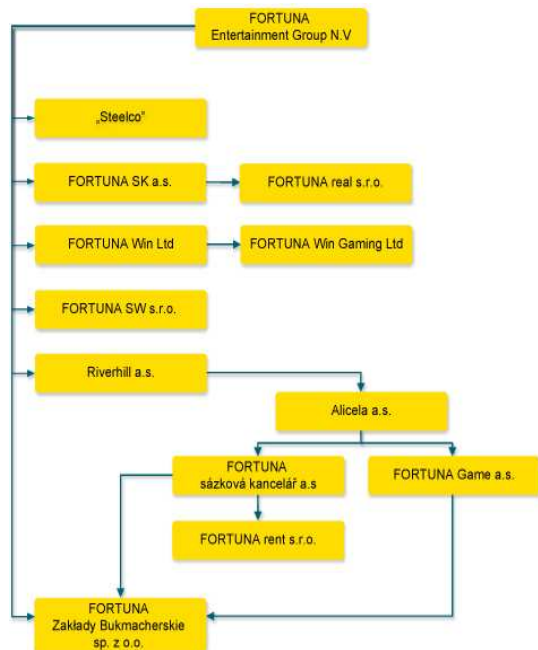 FORTUNA
Entertainment Group N.V
„Steelco”
FORTUNA SK a.s.
FORTUNA real s.r.o.
FORTUNA Win Ltd
FORTUNA Win Gaming Ltd
FORTUNA SW s.r.o.
Riverhill a.s.
Alicela a.s.
FORTUNA
sázková kancelář a.s
FORTUNA Game a.s.
FORTUNA rent s.r.o.
FORTUNA
Zakłady Bukmacherskie
sp. z o.o.